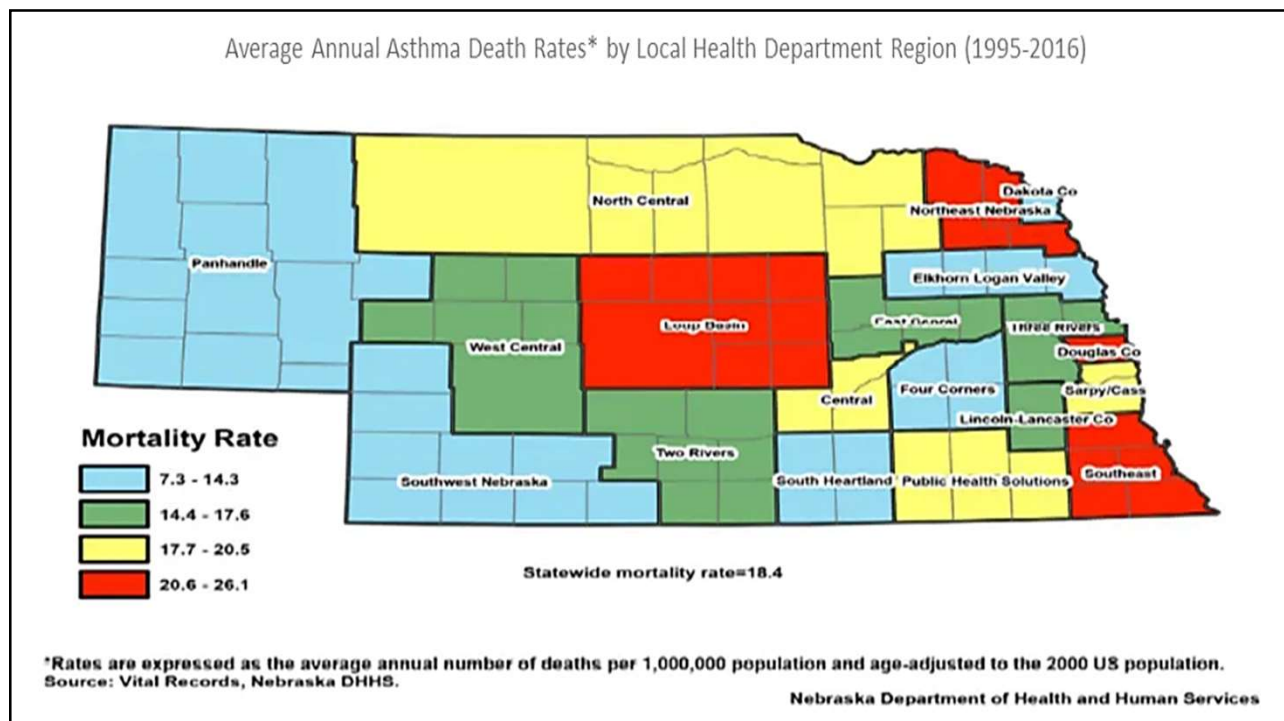 Average Annual Asthma Death Rates* by Local Health Department Region (1995-2016)
Dakota Co
North Central
Northeast Nebraska
Panhandle
Elkhorn Logan Valley
Loup Basin
East Central
Three Rivers
West Central
Douglas Co
Four Corners
Sarpy/Cass
Central
Lincoln-Lancaster Co
Mortality Rate
Two Rivers
Southeast
7.3 - 14.3
Southwest Nebraska
South Heartland
Public Health Solutions
14.4 - 17.6
17.7 - 20.5
Statewide mortality rate=18.4
20.6 - 26.1
*Rates are expressed as the average annual number of deaths per 1,000,000 population and age-adjusted to the 2000 US population.
Source: Vital Records, Nebraska DHHS.
Nebraska Department of Health and Human Services